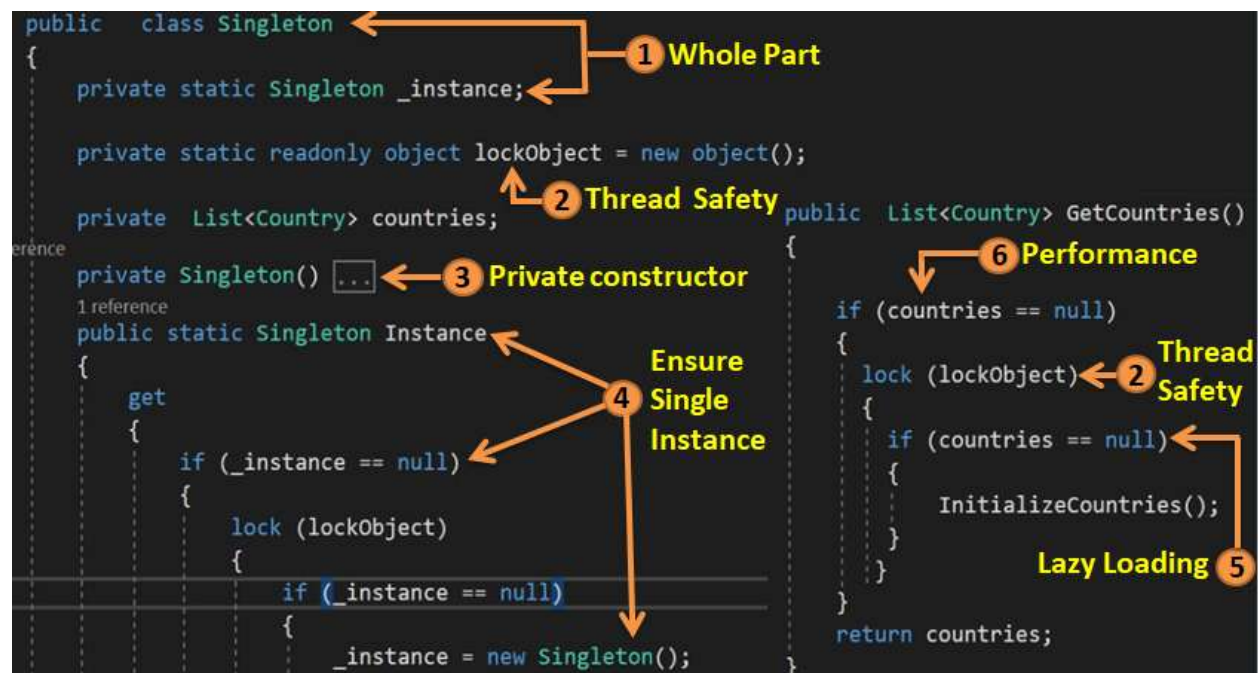 public class Singleton
{
1 Whole Part
private static Singleton _instance;
private static readonly object lockObject = new object();
2 Thread Safety
private List<Country> countries;
erence
private Singleton() ...
3 Private constructor
1 reference
public static Singleton Instance
{
get
{
4
Ensure
Single
Instance
if (_instance == null)
{
lock (lockObject)
{
if (_instance == null)
{
_instance = new Singleton();
public List<Country> GetCountries()
{
6 Performance
if (countries == null)
{
lock (lockObject)
2 Thread
Safety
{
if (countries == null)
{
InitializeCountries();
}
}
Lazy Loading 5
}
return countries;
}